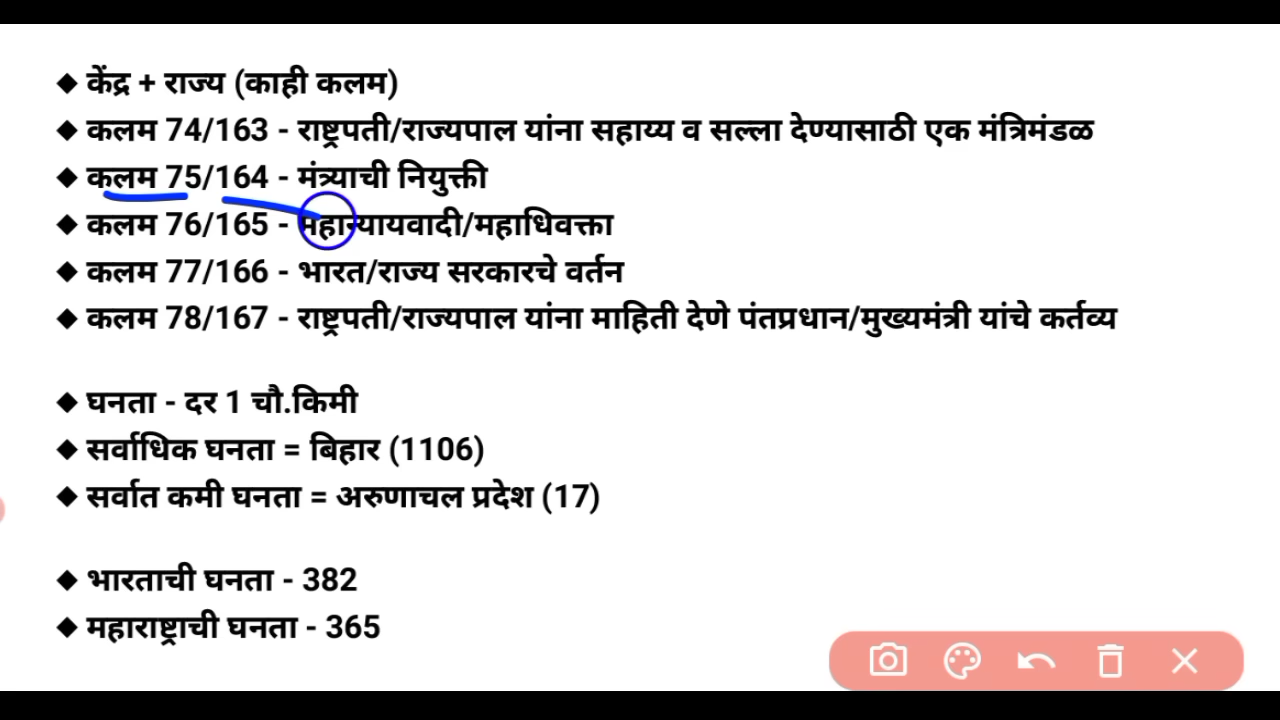 ◆ केंद्र + राज्य (काही कलम)
◆ कलम 74/163 - राष्ट्रपती/राज्यपाल यांना सहाय्य व सल्ला देण्यासाठी एक मंत्रिमंडळ
◆ कलम 75/164 - मंत्र्याची नियुक्ती
◆ कलम 76/165 - महान्यायवादी/महाधिवक्ता
◆ कलम 77/166 - भारत/राज्य सरकारचे वर्तन
◆ कलम 78/167 - राष्ट्रपती/राज्यपाल यांना माहिती देणे पंतप्रधान/मुख्यमंत्री यांचे कर्तव्य
◆ घनता - दर 1 चौ.किमी
◆ सर्वाधिक घनता = बिहार (1106)
◆ सर्वात कमी घनता = अरुणाचल प्रदेश (17)
◆ भारताची घनता - 382
◆ महाराष्ट्राची घनता - 365